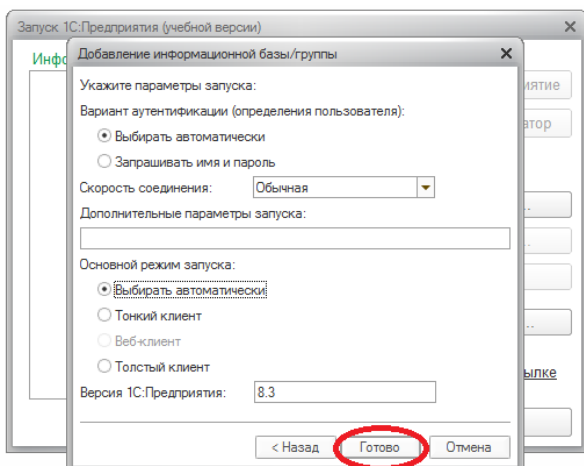 Запуск 1С:Предприятия (учебной версии)
Добавление информационной базы/группы
Укажите параметры запуска:
Вариант аутентификации (определения пользователя):
Выбирать автоматически
Запрашивать имя и пароль
Скорость соединения: Обычная
Дополнительные параметры запуска:
Основной режим запуска:
Выбирать автоматически
Тонкий клиент
Веб-клиент
Толстый клиент
Версия 1С:Предприятия: 8.3
< Назад Готово Отмена